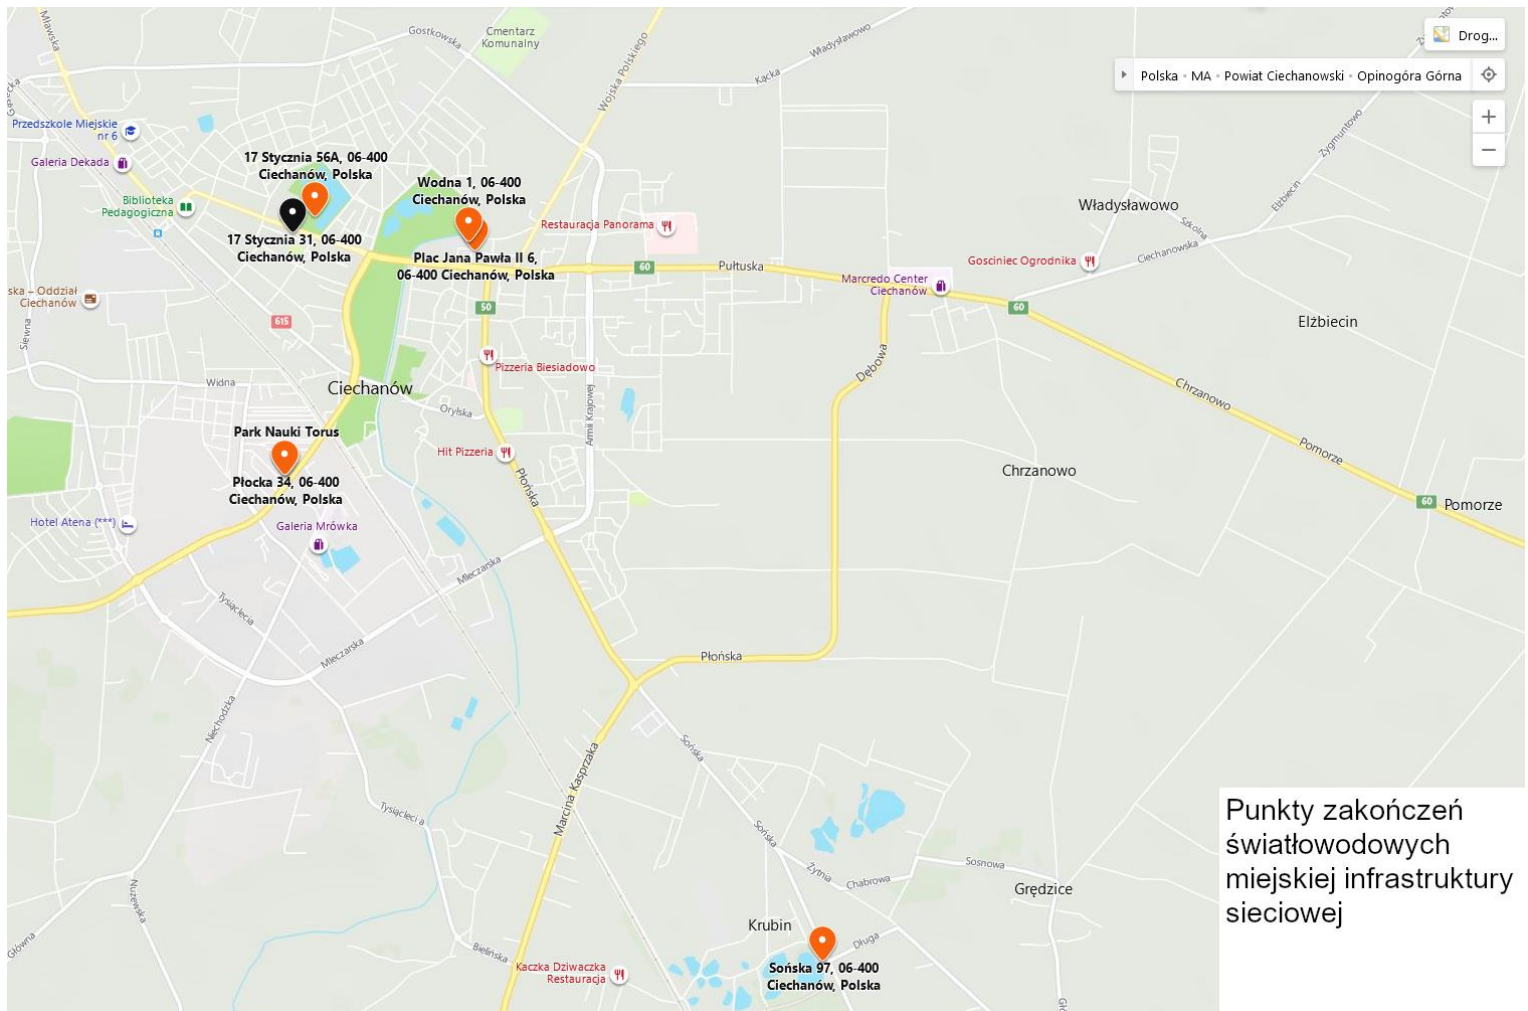 Mławska
Gostkowska
Cmentarz
Komunalny
Władysławowo
Kącka
Wojska Polskiego
Drog...
Polska • MA • Powiat Ciechanowski • Opinogóra Górna
+
−
Przedszkole Miejskie
nr 6
Galeria Dekada
17 Stycznia 56A, 06-400
Ciechanów, Polska
Wodna 1, 06-400
Ciechanów, Polska
Zygmuntowo
Elżbiecin
Biblioteka
Pedagogiczna
Władysławowo
Szkolna
Restauracja Panorama
17 Stycznia 31, 06-400
Ciechanów, Polska
Plac Jana Pawła II 6,
06-400 Ciechanów, Polska
60
Pułtuska
Gosciniec Ogrodnika
Ciechanowska
Marcredo Center
Ciechanów
ska – Oddział
Ciechanów
50
60
615
Elżbiecin
Siewna
Pizzeria Biesiadowo
Dębowa
Widna
Ciechanów
Orylska
Armii Krajowej
Chrzanowo
Park Nauki Torus
Hit Pizzeria
Pomorze
Chrzanowo
Płocka 34, 06-400
Ciechanów, Polska
Płońska
60
Pomorze
Hotel Atena (***)
Galeria Mrówka
Mleczarska
Tysiąclecia
Mleczarska
Płońska
Niechodzka
Sońska
Marcina Kasprzaka
Tysiącleci a
Punkty zakończeń
światłowodowych
miejskiej infrastruktury
sieciowej
Sońska
Żytnia
Chabrowa
Sosnowa
Grędzice
Nużewska
Krubin
Główna
Bielińska
Długa
Kaczka Dziwaczka
Restauracja
Sońska 97, 06-400
Ciechanów, Polska